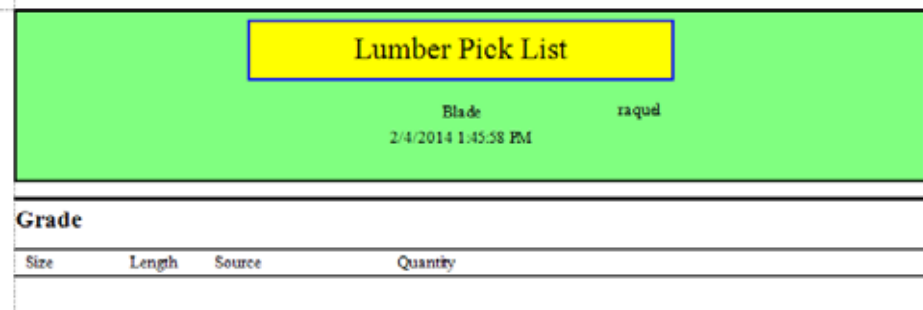 Lumber Pick List
Blade raquel
2/4/2014 1:45:58 PM
Grade
Size Length Source Quantity